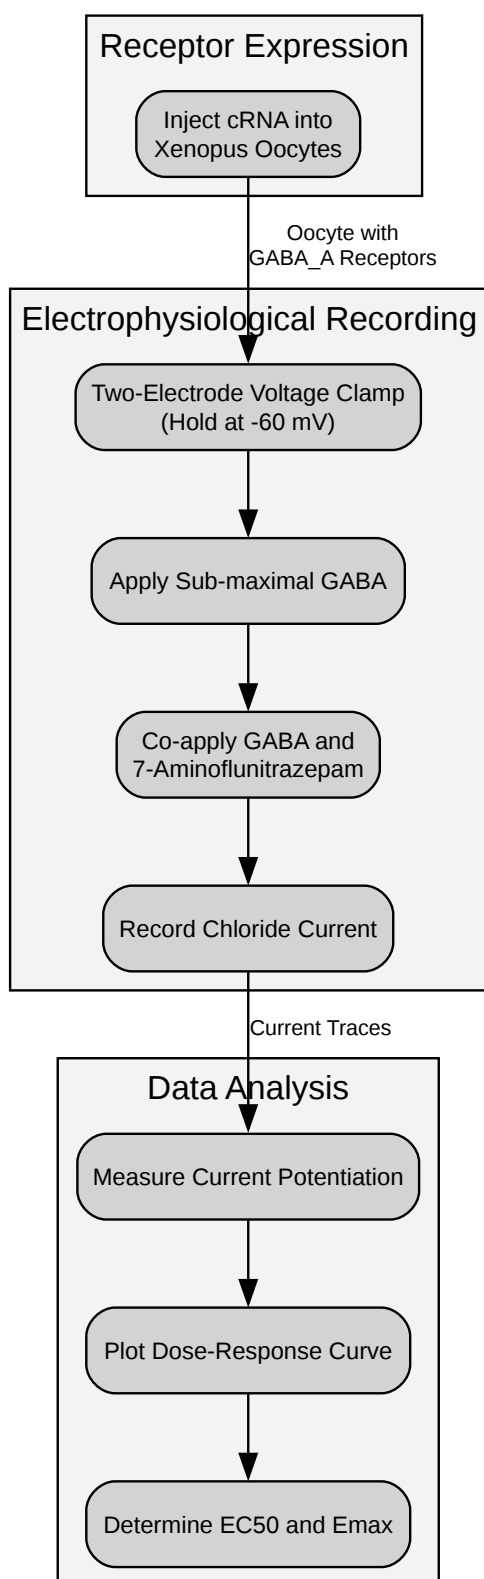 Receptor Expression
Inject cRNA into
Xenopus Oocytes
Oocyte with
GABA_A Receptors
Electrophysiological Recording
Two-Electrode Voltage Clamp
(Hold at -60 mV)
Apply Sub-maximal GABA
Co-apply GABA and
7-Aminoflunitrazepam
Record Chloride Current
Current Traces
Data Analysis
Measure Current Potentiation
Plot Dose-Response Curve
Determine EC50 and Emax